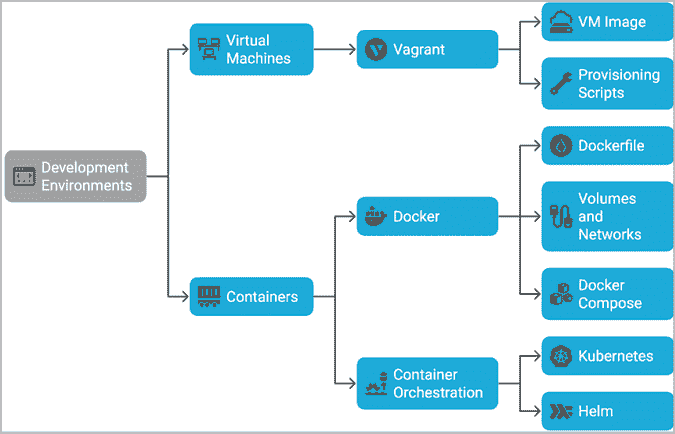 Development
Environments
Virtual
Machines
Vagrant
VM Image
Provisioning
Scripts
Containers
Docker
Dockerfile
Volumes
and
Networks
Docker
Compose
Container
Orchestration
Kubernetes
Helm